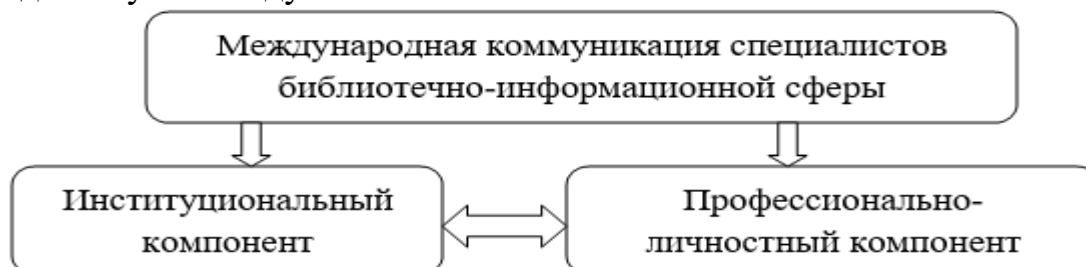 Международная коммуникация специалистов
библиотечно-информационной сферы
Институциональный
компонент
Профессионально-
личностный компонент